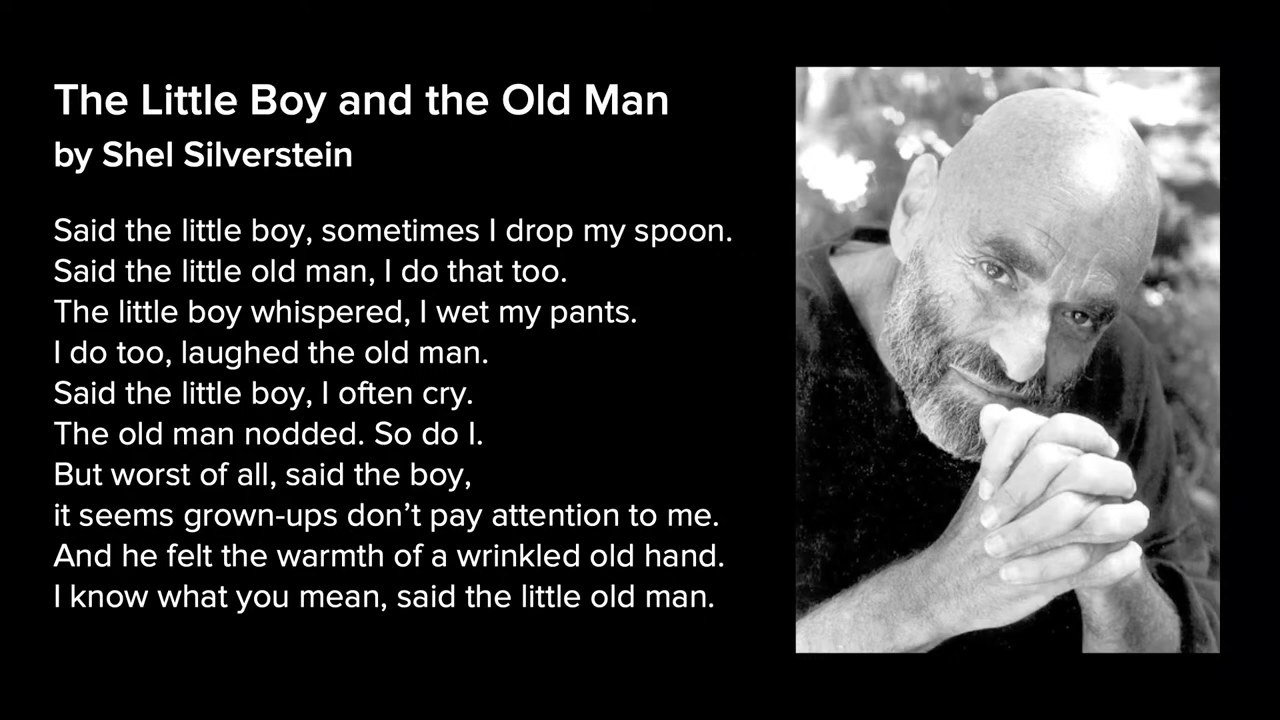 The Little Boy and the Old Man
by Shel Silverstein
Said the little boy, sometimes I drop my spoon.
Said the little old man, I do that too.
The little boy whispered, I wet my pants.
I do too, laughed the old man.
Said the little boy, I often cry.
The old man nodded. So do I.
But worst of all, said the boy,
it seems grown-ups don’t pay attention to me.
And he felt the warmth of a wrinkled old hand.
I know what you mean, said the little old man.